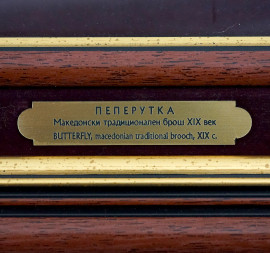 ПЕПЕРУТКА
Македонски традиционален брош XIX век
BUTTERFLY, macedonian traditional brooch, XIX c.